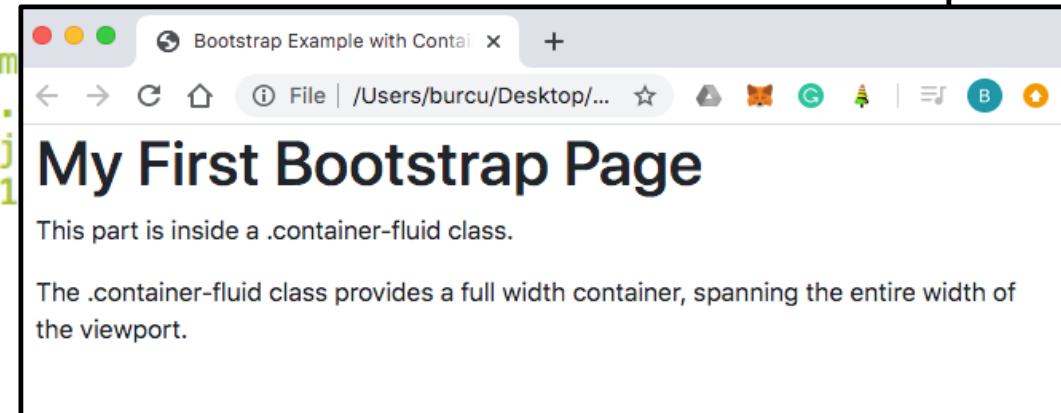 Bootstrap Example with Contai
File | /Users/burcu/Desktop/...
B
My First Bootstrap Page
This part is inside a .container-fluid class.
The .container-fluid class provides a full width container, spanning the entire width of
the viewport.